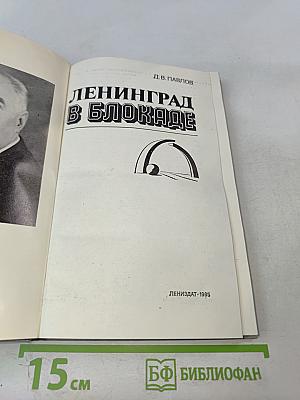 Д. В. ПАВЛОВ
ЛЕНИНГРАД
В БЛОКАДЕ
ЛЕНИЗДАТ·1985
15 см
БФ БИБЛИОФАН